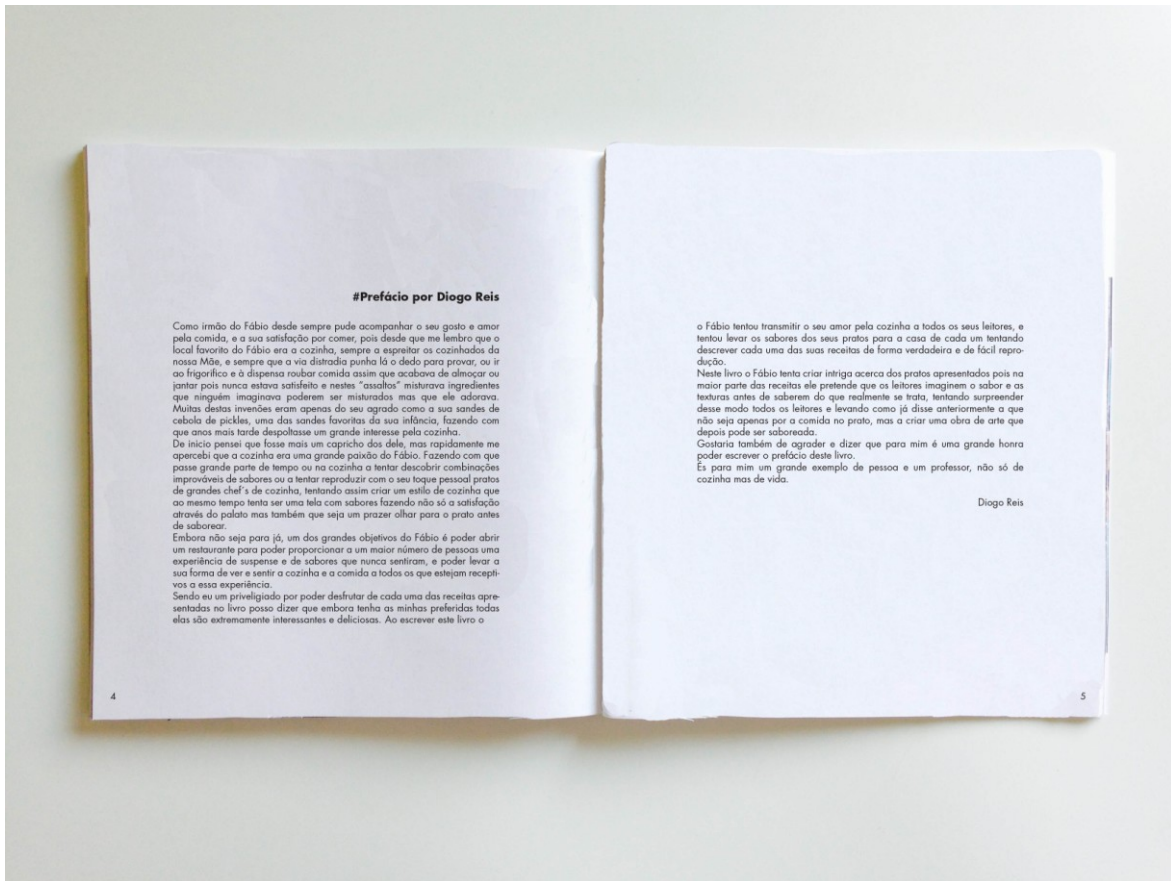 #Prefácio por Diogo Reis
Como irmão do Fábio desde sempre pude acompanhar o seu gosto e amor
pela comida, e a sua satisfação por comer, pois desde que me lembro que o
local favorito do Fábio era a cozinha, sempre a espreitar os cozinhados da
nossa Mãe, e sempre que a via distradia punha lá o dedo para provar, ou ir
ao frigorifico e à dispensa roubar comida assim que acabava de almoçar ou
jantar pois nunca estava satisfeito e nestes "assaltos" misturava ingredientes
que ninguém imaginava poderem ser misturados mas que ele adorava.
Muitas destas invenões eram apenas do seu agrado como a sua sandes de
cebola de pickles, uma das sandes favoritas da sua infância, fazendo com
que anos mais tarde despoltasse um grande interesse pela cozinha.
De inicio pensei que fosse mais um capricho dos dele, mas rapidamente me
apercebi que a cozinha era uma grande paixão do Fábio. Fazendo com que
passe grande parte de tempo ou na cozinha a tentar descobrir combinações
improváveis de sabores ou a tentar reproduzir com o seu toque pessoal pratos
de grandes chef´s de cozinha, tentando assim criar um estilo de cozinha que
ao mesmo tempo tenta ser uma tela com sabores fazendo não só a satisfação
através do palato mas também que seja um prazer olhar para o prato antes
de saborear.
Embora não seja para já, um dos grandes objetivos do Fábio é poder abrir
um restaurante para poder proporcionar a um maior número de pessoas uma
experiência de suspense e de sabores que nunca sentiram, e poder levar a
sua forma de ver e sentir a cozinha e a comida a todos os que estejam recepti-
vos a essa experiência.
Sendo eu um priveligiado por poder desfrutar de cada uma das receitas apre-
sentadas no livro posso dizer que embora tenha as minhas preferidas todas
elas são extremamente interessantes e deliciosas. Ao escrever este livro o
4
o Fábio tentou transmitir o seu amor pela cozinha a todos os seus leitores, e
tentou levar os sabores dos seus pratos para a casa de cada um tentando
descrever cada uma das suas receitas de forma verdadeira e de fácil repro-
dução.
Neste livro o Fábio tenta criar intriga acerca dos pratos apresentados pois na
maior parte das receitas ele pretende que os leitores imaginem o sabor e as
texturas antes de saberem do que realmente se trata, tentando surpreender
desse modo todos os leitores e levando como já disse anteriormente a que
não seja apenas por a comida no prato, mas a criar uma obra de arte que
depois pode ser saboreada.
Gostaria também de agrader e dizer que para mim é uma grande honra
poder escrever o prefácio deste livro.
És para mim um grande exemplo de pessoa e um professor, não só de
cozinha mas de vida.
Diogo Reis
5